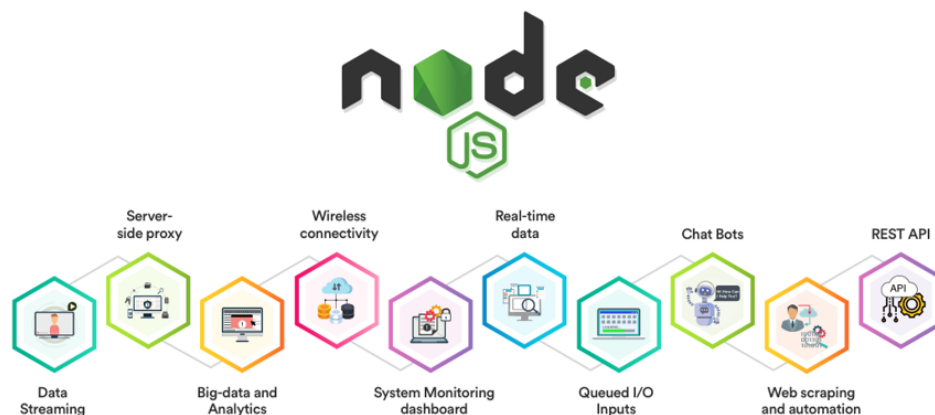 node
JS
Server-
side proxy
Wireless
connectivity
Real-time
data
Chat Bots
REST API
API
Data
Streaming
Big-data and
Analytics
System Monitoring
dashboard
Queued I/O
Inputs
Web scraping
and automation